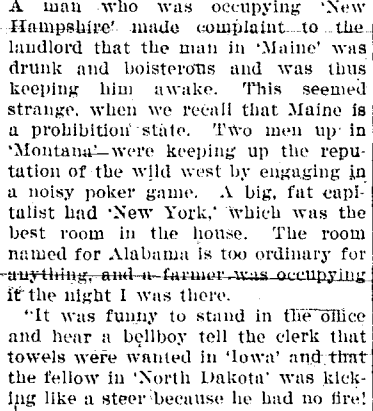 A man who was occupying 'New
Hampshire' made complaint to the
landlord that the man in 'Maine' was
drunk and boisterous and was thus
keeping him awake. This seemed
strange, when we recall that Maine is
a prohibition state. Two men up in
'Montana'—were keeping up the repu-
tation of the wild west by engaging in
a noisy poker game. A big, fat capi-
talist had 'New York,' which was the
best room in the house. The room
named for Alabama is too ordinary for
anything, and a farmer was occupying
it the night I was there.
"It was funny to stand in the office
and hear a bellboy tell the clerk that
towels were wanted in 'Iowa' and that
the fellow in 'North Dakota' was kick-
ing like a steer because he had no fire!